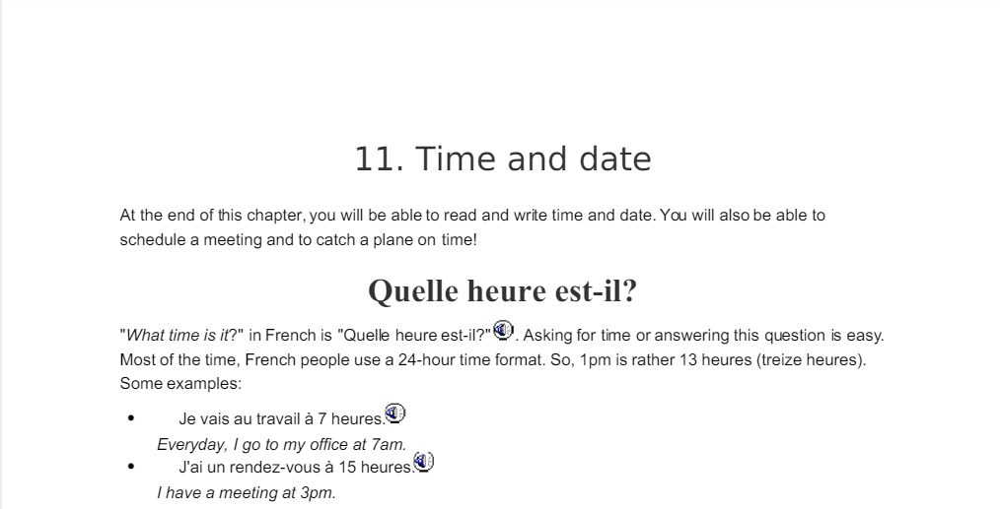 11. Time and date
At the end of this chapter, you will be able to read and write time and date. You will also be able to
schedule a meeting and to catch a plane on time!
Quelle heure est-il?
"What time is it?" in French is "Quelle heure est-il?". Asking for time or answering this question is easy.
Most of the time, French people use a 24-hour time format. So, 1pm is rather 13 heures (treize heures).
Some examples:
• Je vais au travail à 7 heures.
Everyday, I go to my office at 7am.
• J'ai un rendez-vous à 15 heures.
I have a meeting at 3pm.